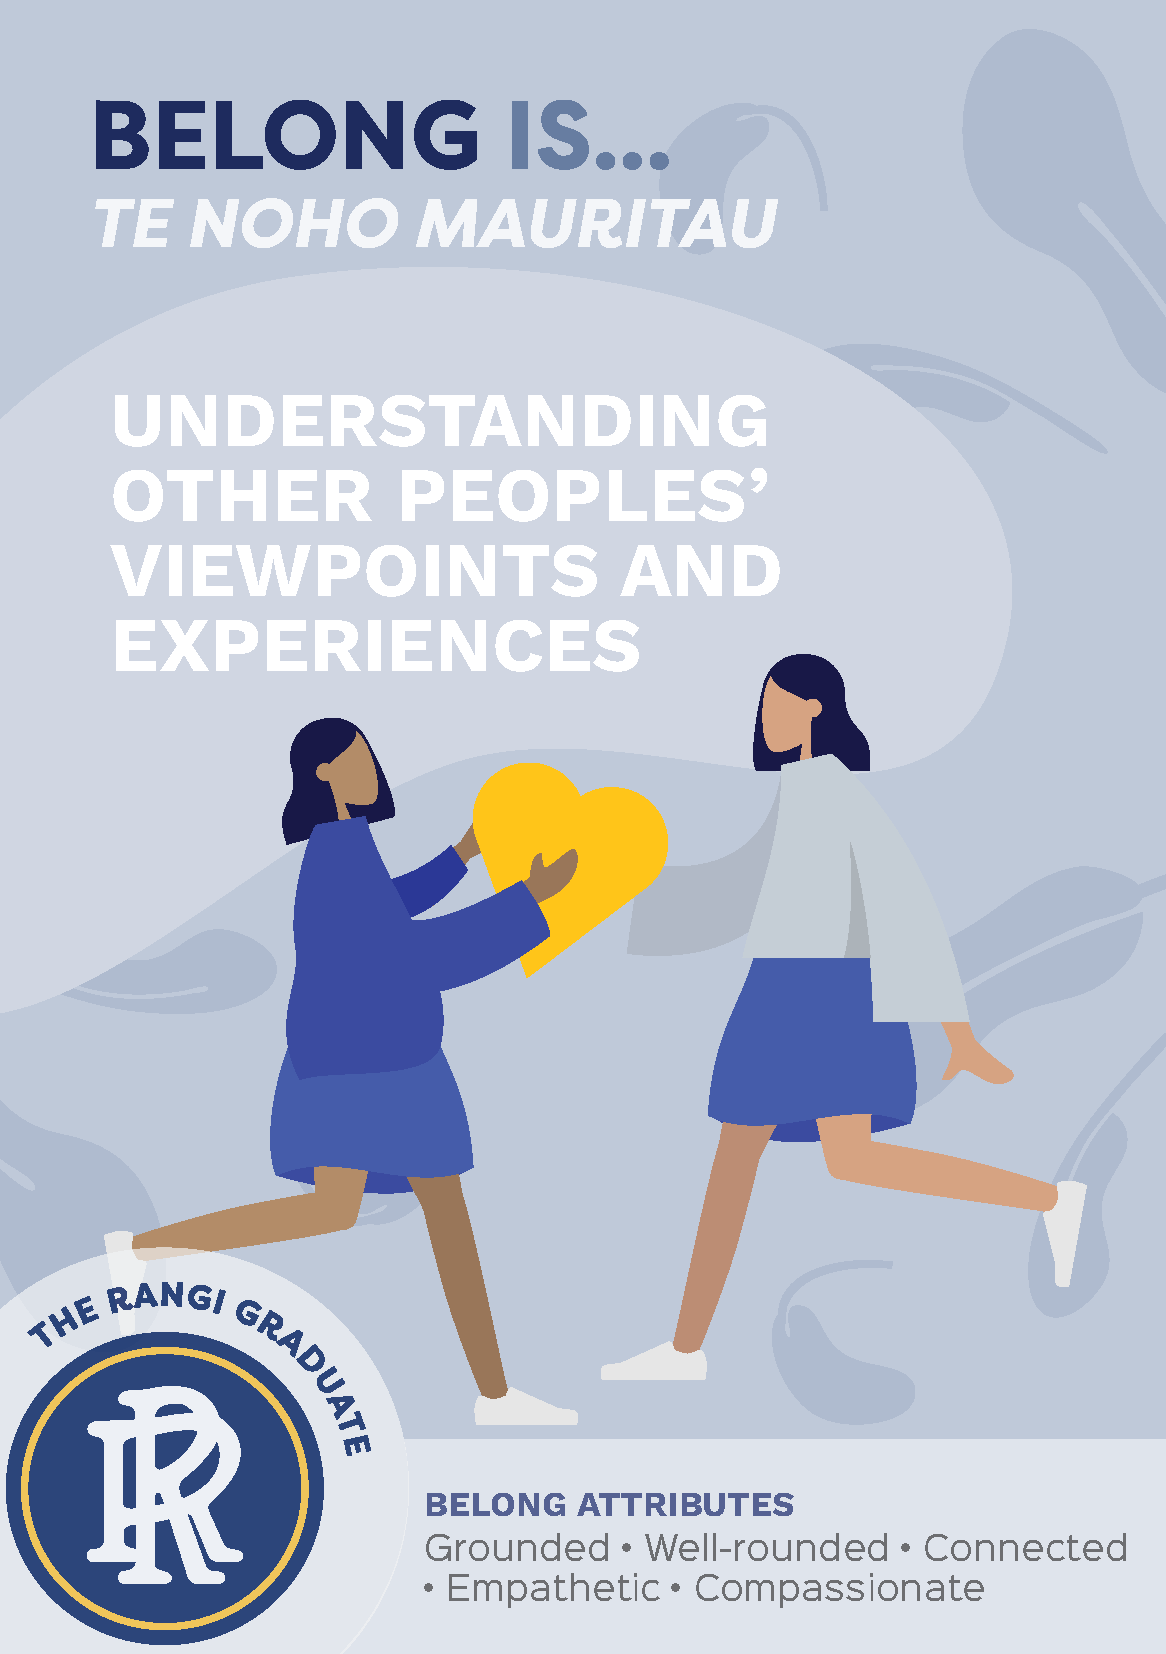 BELONG IS...
TE NOHO MAURITAU
UNDERSTANDING
OTHER PEOPLES’
VIEWPOINTS AND
EXPERIENCES
THE RANGI GRADUATE
RR
BELONG ATTRIBUTES
Grounded • Well-rounded • Connected
• Empathetic • Compassionate